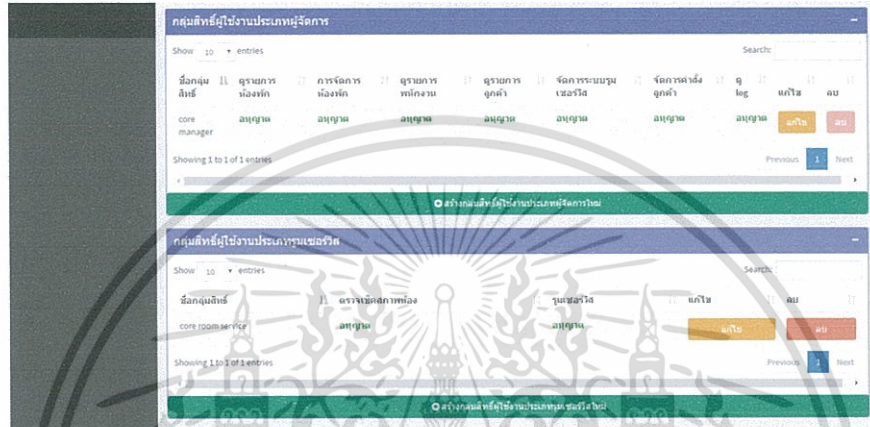 กลุ่มสิทธิ์ผู้ใช้งานประเภทผู้จัดการ
Show 10 entries Search:
ชื่อกลุ่มสิทธิ์ ดูรายการห้องพัก การจัดการห้องพัก ดูรายการพนักงาน ดูรายการลูกค้า จัดการระบบรูมเซอร์วิส จัดการคำสั่งลูกค้า ดู log แก้ไข ลบ
core manager อนุญาต อนุญาต อนุญาต อนุญาต อนุญาต อนุญาต อนุญาต แก้ไข ลบ
Showing 1 to 1 of 1 entries Previous 1 Next
สร้างกลุ่มสิทธิ์ผู้ใช้งานประเภทผู้จัดการใหม่
กลุ่มสิทธิ์ผู้ใช้งานประเภทรูมเซอร์วิส
Show 10 entries Search:
ชื่อกลุ่มสิทธิ์ ตรวจเช็คสภาพห้อง รูมเซอร์วิส แก้ไข ลบ
core room service อนุญาต อนุญาต แก้ไข ลบ
Showing 1 to 1 of 1 entries Previous 1 Next
สร้างกลุ่มสิทธิ์ผู้ใช้งานประเภทรูมเซอร์วิสใหม่